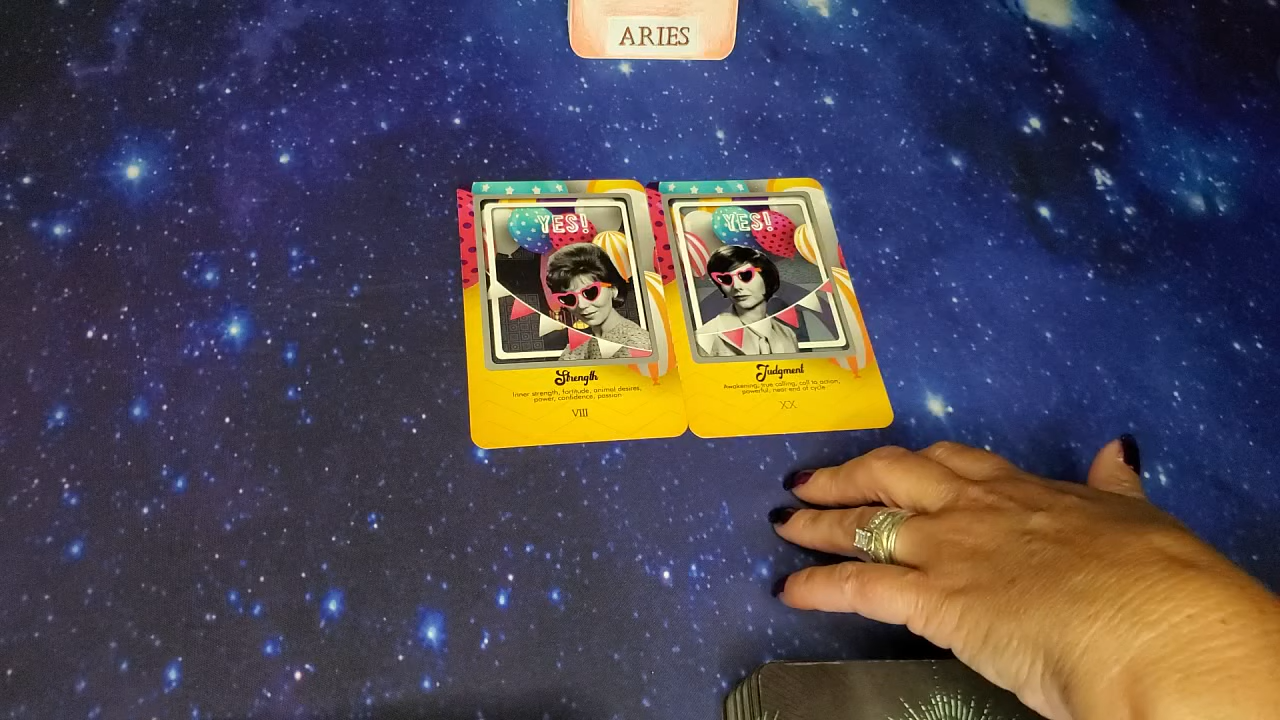 ARIES
YES!
Strength
Inner strength, fortitude, animal desires,
power, confidence, passion
VIII
YES!
Judgment
Awakening, true calling, call to action,
powerful, near end of cycle
XX